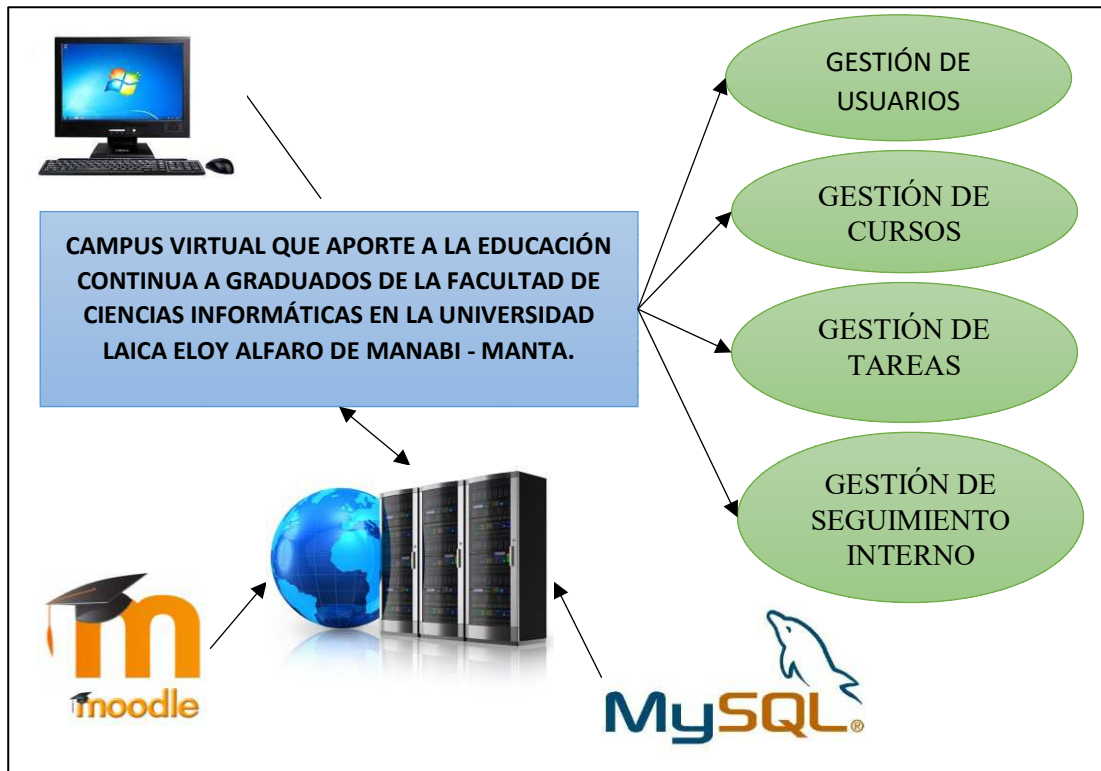 GESTIÓN DE
USUARIOS
CAMPUS VIRTUAL QUE APORTE A LA EDUCACIÓN
CONTINUA A GRADUADOS DE LA FACULTAD DE
CIENCIAS INFORMÁTICAS EN LA UNIVERSIDAD
LAICA ELOY ALFARO DE MANABI - MANTA.
GESTIÓN DE
CURSOS
GESTIÓN DE
TAREAS
GESTIÓN DE
SEGUIMIENTO
INTERNO
m
moodle
MySQL®